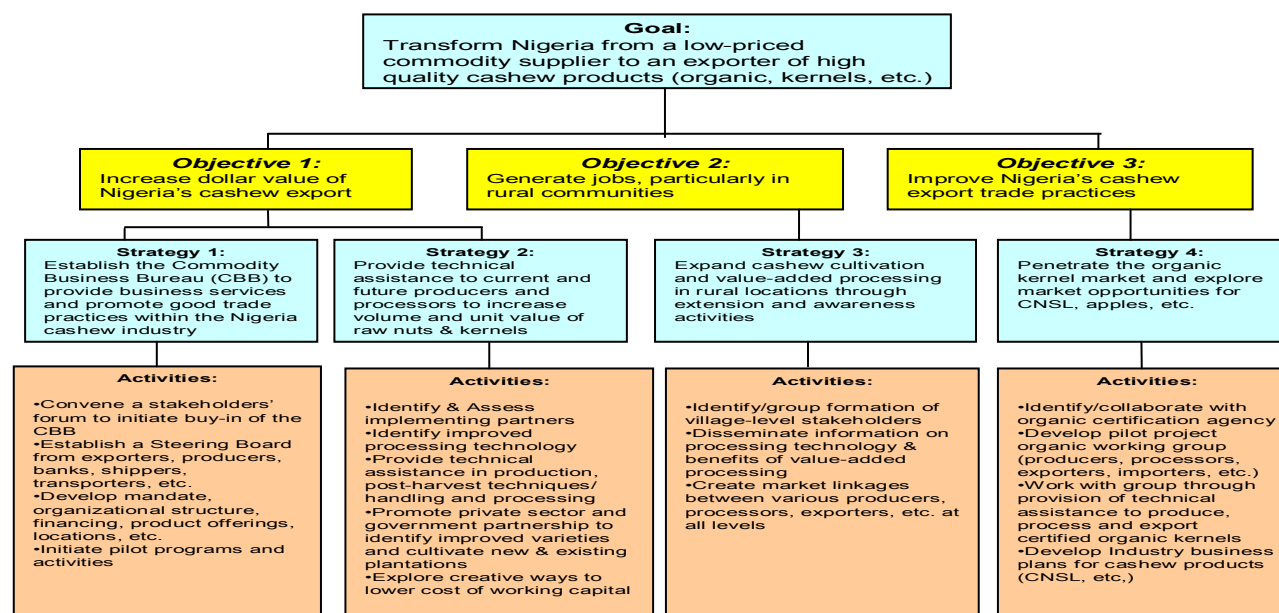 Goal:
Transform Nigeria from a low-priced
commodity supplier to an exporter of high
quality cashew products (organic, kernels, etc.)
Objective 1:
Increase dollar value of
Nigeria's cashew export
Objective 2:
Generate jobs, particularly in
rural communities
Objective 3:
Improve Nigeria's cashew
export trade practices
Strategy 1:
Establish the Commodity
Business Bureau (CBB) to
provide business services
and promote good trade
practices within the Nigeria
cashew industry
Strategy 2:
Provide technical
assistance to current and
future producers and
processors to increase
volume and unit value of
raw nuts & kernels
Strategy 3:
Expand cashew cultivation
and value-added processing
in rural locations through
extension and awareness
activities
Strategy 4:
Penetrate the organic
kernel market and explore
market opportunities for
CNSL, apples, etc.
Activities:
•Convene a stakeholders'
forum to initiate buy-in of the
CBB
•Establish a Steering Board
from exporters, producers,
banks, shippers,
transporters, etc.
•Develop mandate,
organizational structure,
financing, product offerings,
locations, etc.
•Initiate pilot programs and
activities
Activities:
•Identify & Assess
implementing partners
•Identify improved
processing technology
•Provide technical
assistance in production,
post-harvest techniques/
handling and processing
•Promote private sector and
government partnership to
identify improved varieties
and cultivate new & existing
plantations
•Explore creative ways to
lower cost of working capital
Activities:
•Identify/group formation of
village-level stakeholders
•Disseminate information on
processing technology &
benefits of value-added
processing
•Create market linkages
between various producers,
processors, exporters, etc. at
all levels
Activities:
•Identify/collaborate with
organic certification agency
•Develop pilot project
organic working group
(producers, processors,
exporters, importers, etc.)
•Work with group through
provision of technical
assistance to produce,
process and export
certified organic kernels
•Develop Industry business
plans for cashew products
(CNSL, etc,)